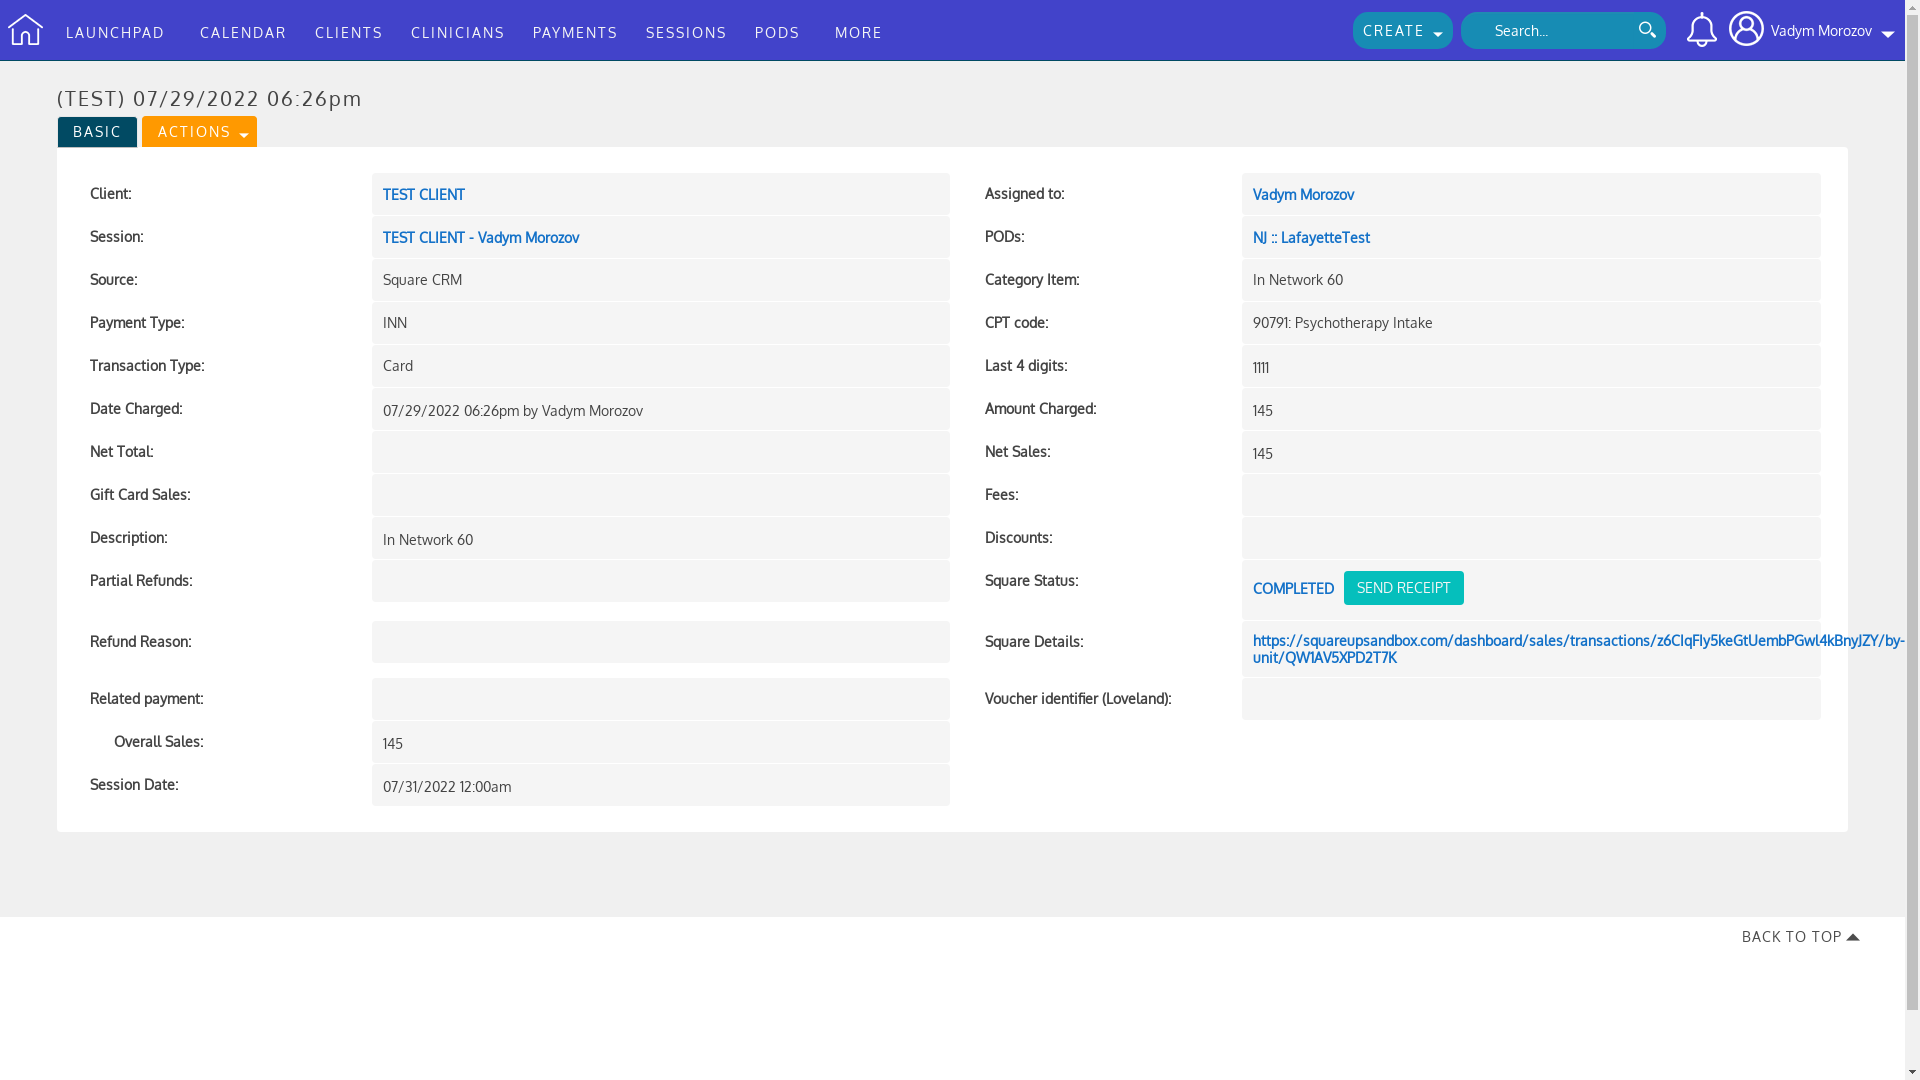 LAUNCHPAD CALENDAR CLIENTS CLINICIANS PAYMENTS SESSIONS PODS MORE CREATE Search... Vadym Morozov
(TEST) 07/29/2022 06:26pm
BASIC ACTIONS
Client: TEST CLIENT Assigned to: Vadym Morozov
Session: TEST CLIENT - Vadym Morozov PODs: NJ :: LafayetteTest
Source: Square CRM Category Item: In Network 60
Payment Type: INN CPT code: 90791: Psychotherapy Intake
Transaction Type: Card Last 4 digits: 1111
Date Charged: 07/29/2022 06:26pm by Vadym Morozov Amount Charged: 145
Net Total: Net Sales: 145
Gift Card Sales: Fees:
Description: In Network 60 Discounts:
Partial Refunds: Square Status: COMPLETED SEND RECEIPT
Refund Reason: Square Details: https://squareupsandbox.com/dashboard/sales/transactions/z6CIqFIy5keGtUembPGwl4kBnyJZY/by-
unit/QW1AV5XPD2T7K
Related payment: Voucher identifier (Loveland):
Overall Sales: 145
Session Date: 07/31/2022 12:00am
BACK TO TOP